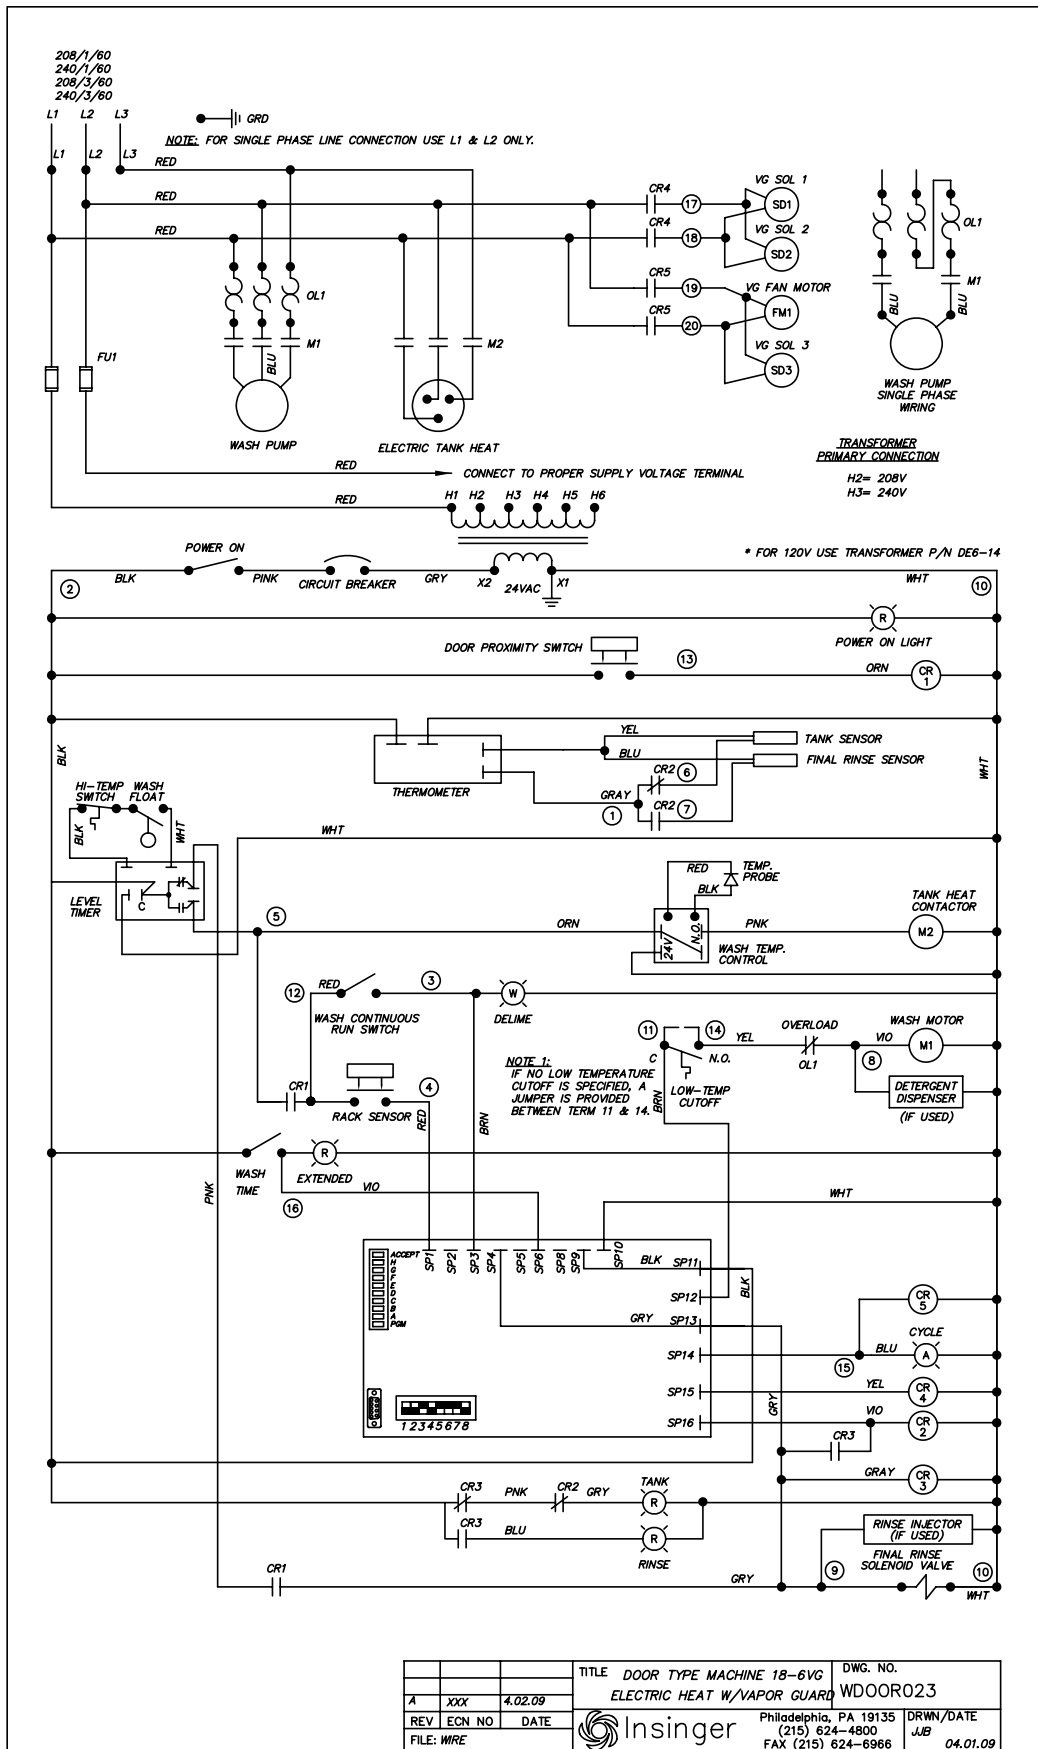 208/1/60
240/1/60
208/3/60
240/3/60
L1 L2 L3
GRD
NOTE: FOR SINGLE PHASE LINE CONNECTION USE L1 & L2 ONLY.
L1 L2 L3
RED
RED
RED
CR4 17
CR4 18
CR5 19
CR5 20
VG SOL 1
SD1
VG SOL 2
SD2
VG FAN MOTOR
FM1
VG SOL 3
SD3
OL1
M1
BLU
BLU
WASH PUMP
SINGLE PHASE
WIRING
OL1
M1
BLU
M2
FU1
WASH PUMP
ELECTRIC TANK HEAT
TRANSFORMER
PRIMARY CONNECTION
H2= 208V
H3= 240V
RED
CONNECT TO PROPER SUPPLY VOLTAGE TERMINAL
RED
H1 H2 H3 H4 H5 H6
* FOR 120V USE TRANSFORMER P/N DE6-14
POWER ON
2
BLK
PINK
CIRCUIT BREAKER
GRY
X2
24VAC
X1
WHT
10
R
POWER ON LIGHT
DOOR PROXIMITY SWITCH
13
ORN
CR
1
BLK
YEL
TANK SENSOR
BLU
FINAL RINSE SENSOR
WHT
THERMOMETER
CR2 6
GRAY
1
CR2 7
HI-TEMP
SWITCH
WASH
FLOAT
BLK
WHT
WHT
LEVEL
TIMER
C
5
ORN
RED
TEMP.
PROBE
BLK
24V
N.O.
PNK
WASH TEMP.
CONTROL
TANK HEAT
CONTACTOR
M2
12
RED
3
W
WASH CONTINUOUS
RUN SWITCH
DELIME
NOTE 1:
IF NO LOW TEMPERATURE
CUTOFF IS SPECIFIED, A
JUMPER IS PROVIDED
BETWEEN TERM 11 & 14.
11
14
C
N.O.
YEL
LOW-TEMP
CUTOFF
BRN
OVERLOAD
OL1
VIO
8
WASH MOTOR
M1
DETERGENT
DISPENSER
(IF USED)
CR1
4
RACK SENSOR
RED
BRN
WASH
TIME
R
EXTENDED
VIO
16
PNK
WHT
ACCEPT
H
G
F
E
D
C
B
A
PGM
SP1
SP2
SP3
SP4
SP5
SP6
SP8
SP9
SP10
BLK SP11
BLK
SP12
GRY SP13
SP14
SP15
SP16
12345678
GRY
CR
5
CYCLE
15
BLU
A
YEL
CR
4
VIO
CR
2
CR3
GRAY
CR
3
CR3
PNK
CR2
GRY
TANK
R
CR3
BLU
R
RINSE
RINSE INJECTOR
(IF USED)
FINAL RINSE
SOLENOID VALVE
CR1
GRY
9
10
WHT
A XXX 4.02.09
REV ECN NO DATE
FILE: WIRE
TITLE DOOR TYPE MACHINE 18-6VG
ELECTRIC HEAT W/VAPOR GUARD
DWG. NO.
WDOOR023
Insinger
Philadelphia, PA 19135
(215) 624-4800
FAX (215) 624-6966
DRWN/DATE
JJB
04.01.09